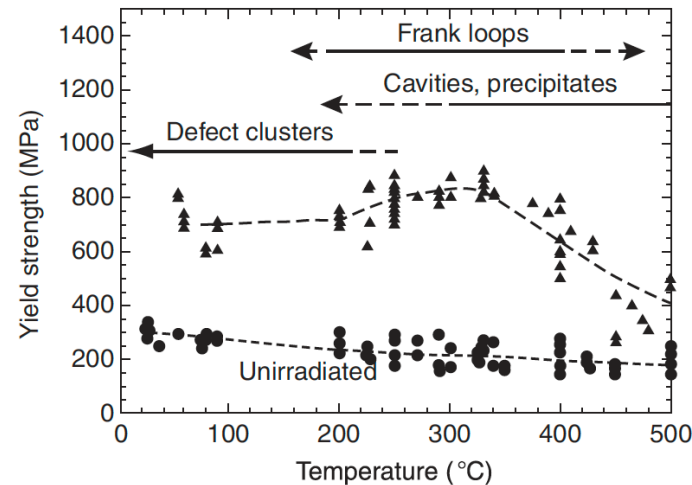 1400
1200
1000
800
600
400
200
0
Yield strength (MPa)
Frank loops
Cavities, precipitates
Defect clusters
Unirradiated
0 100 200 300 400 500
Temperature (°C)